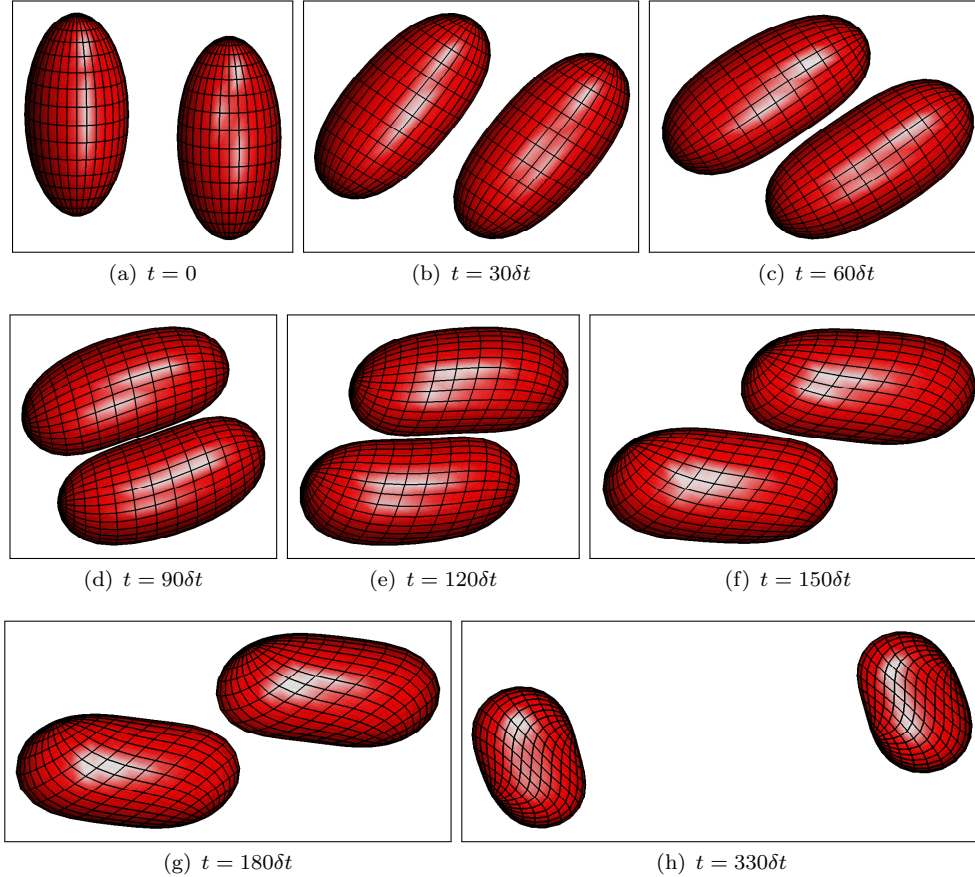 (a) t = 0
(b) t = 30δt
(c) t = 60δt
(d) t = 90δt
(e) t = 120δt
(f) t = 150δt
(g) t = 180δt
(h) t = 330δt